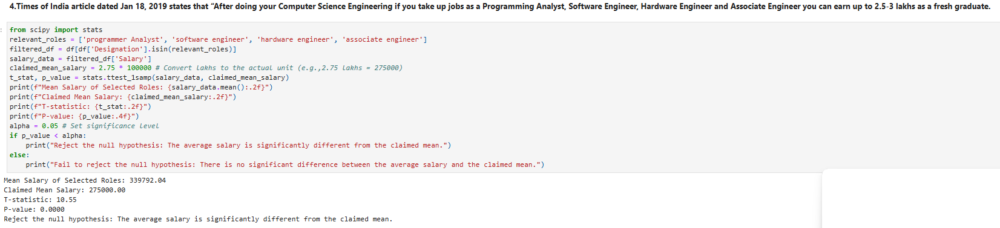 4.Times of India article dated Jan 18, 2019 states that “After doing your Computer Science Engineering if you take up jobs as a Programming Analyst, Software Engineer, Hardware Engineer and Associate Engineer you can earn up to 2.5-3 lakhs as a fresh graduate.
:
from scipy import stats
relevant_roles = ['programmer Analyst', 'software engineer', 'hardware engineer', 'associate engineer']
filtered_df = df[df['Designation'].isin(relevant_roles)]
salary_data = filtered_df['Salary']
claimed_mean_salary = 2.75 * 100000 # Convert Lakhs to the actual unit (e.g.,2.75 Lakhs = 275000)
t_stat, p_value = stats.ttest_1samp(salary_data, claimed_mean_salary)
print(f"Mean Salary of Selected Roles: {salary_data.mean():.2f}")
print(f"Claimed Mean Salary: {claimed_mean_salary:.2f}")
print(f"T-statistic: {t_stat:.2f}")
print(f"P-value: {p_value:.4f}")
alpha = 0.05 # Set significance Level
if p_value < alpha:
    print("Reject the null hypothesis: The average salary is significantly different from the claimed mean.")
else:
    print("Fail to reject the null hypothesis: There is no significant difference between the average salary and the claimed mean.")
Mean Salary of Selected Roles: 339792.04
Claimed Mean Salary: 275000.00
T-statistic: 10.55
P-value: 0.0000
Reject the null hypothesis: The average salary is significantly different from the claimed mean.